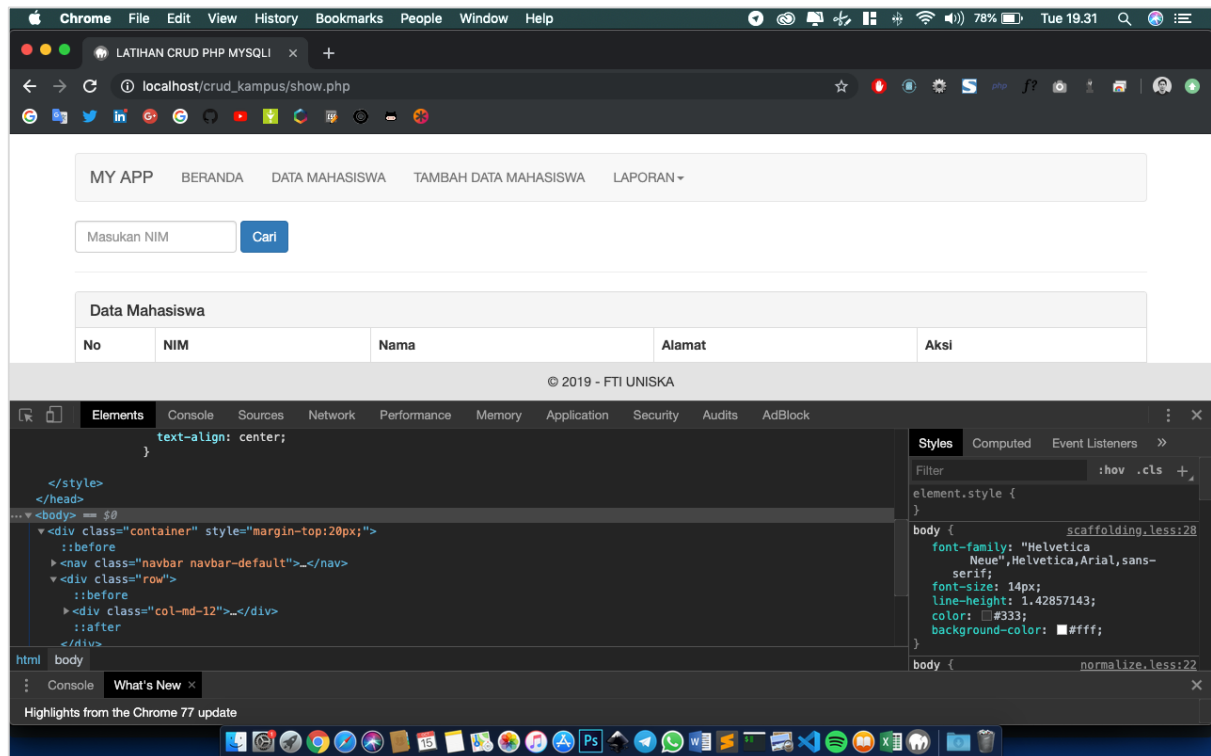 Chrome File Edit View History Bookmarks People Window Help 78% Tue 19.31
LATIHAN CRUD PHP MYSQLI
localhost/crud_kampus/show.php
MY APP BERANDA DATA MAHASISWA TAMBAH DATA MAHASISWA LAPORAN
Masukan NIM Cari
Data Mahasiswa
No NIM Nama Alamat Aksi
© 2019 - FTI UNISKA
Elements Console Sources Network Performance Memory Application Security Audits AdBlock
text-align: center;
}
</style>
</head>
<body> == $0
<div class="container" style="margin-top:20px;">
::before
<nav class="navbar navbar-default">…</nav>
<div class="row">
::before
<div class="col-md-12">…</div>
::after
</div>
html body
Styles Computed Event Listeners »
Filter :hov .cls +
element.style {
}
body { scaffolding.less:28
font-family: "Helvetica
Neue",Helvetica,Arial,sans-
serif;
font-size: 14px;
line-height: 1.42857143;
color: #333;
background-color: #fff;
}
body { normalize.less:22
Console What's New
Highlights from the Chrome 77 update